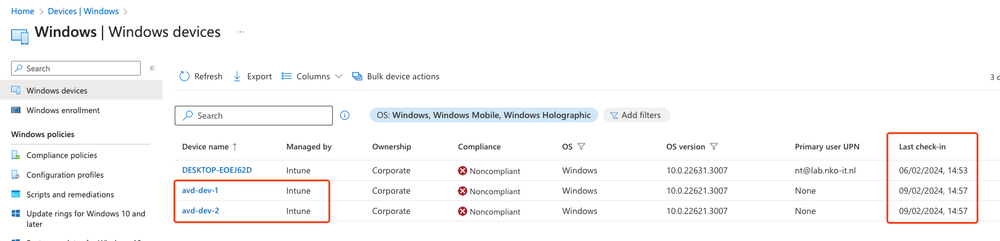 Home > Devices | Windows >
Windows | Windows devices ...
Search «
Windows devices
Windows enrollment
Windows policies
Compliance policies
Configuration profiles
Scripts and remediations
Update rings for Windows 10 and
later
Refresh Export Columns Bulk device actions
3
Search OS: Windows, Windows Mobile, Windows Holographic Add filters
Device name ↑ Managed by Ownership Compliance OS OS version Primary user UPN Last check-in
DESKTOP-EOEJ62D Intune Corporate Noncompliant Windows 10.0.22631.3007 nt@lab.nko-it.nl 06/02/2024, 14:53
avd-dev-1 Intune Corporate Noncompliant Windows 10.0.22621.3007 None 09/02/2024, 14:57
avd-dev-2 Intune Corporate Noncompliant Windows 10.0.22621.3007 None 09/02/2024, 14:57